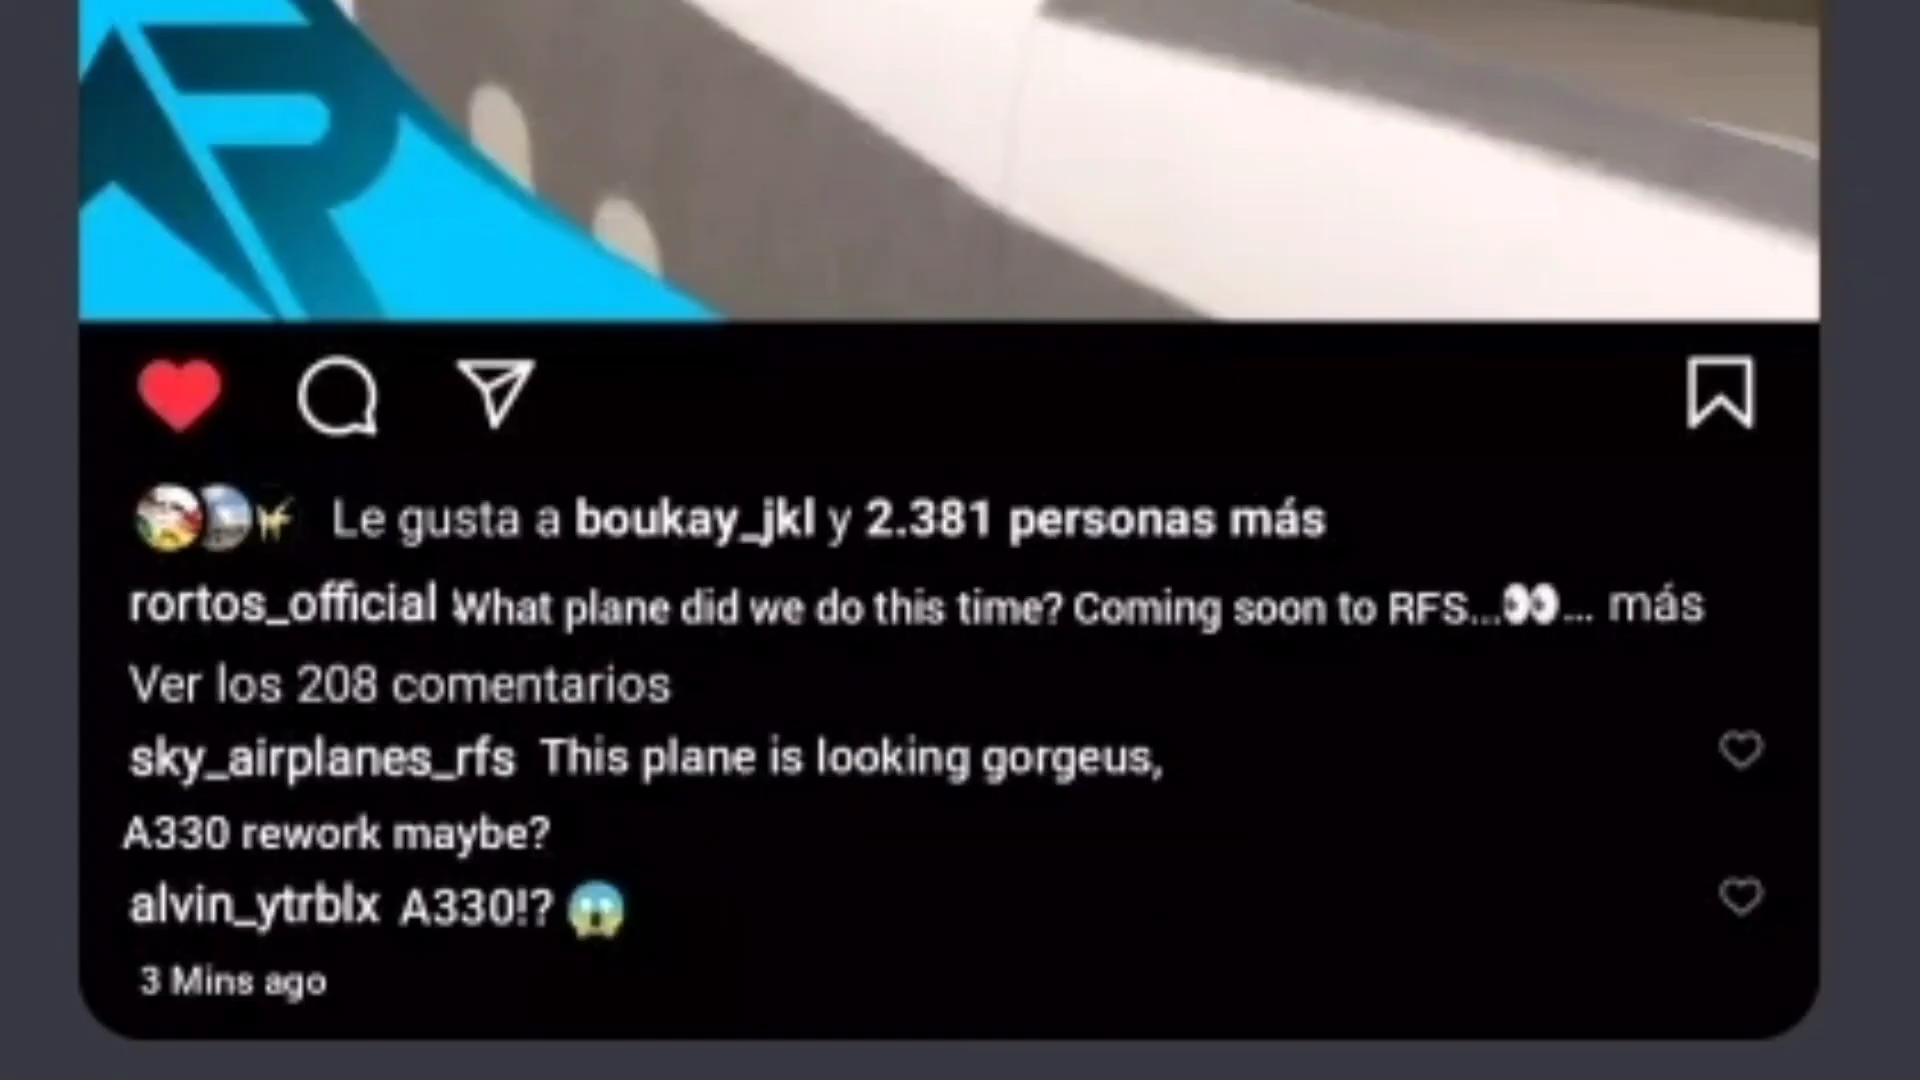 R
Le gusta a boukay_jkl y 2.381 personas más
rortos_official What plane did we do this time? Coming soon to RFS...👀... más
Ver los 208 comentarios
sky_airplanes_rfs This plane is looking gorgeus,
A330 rework maybe?
alvin_ytrblx A330!? 😱
3 Mins ago